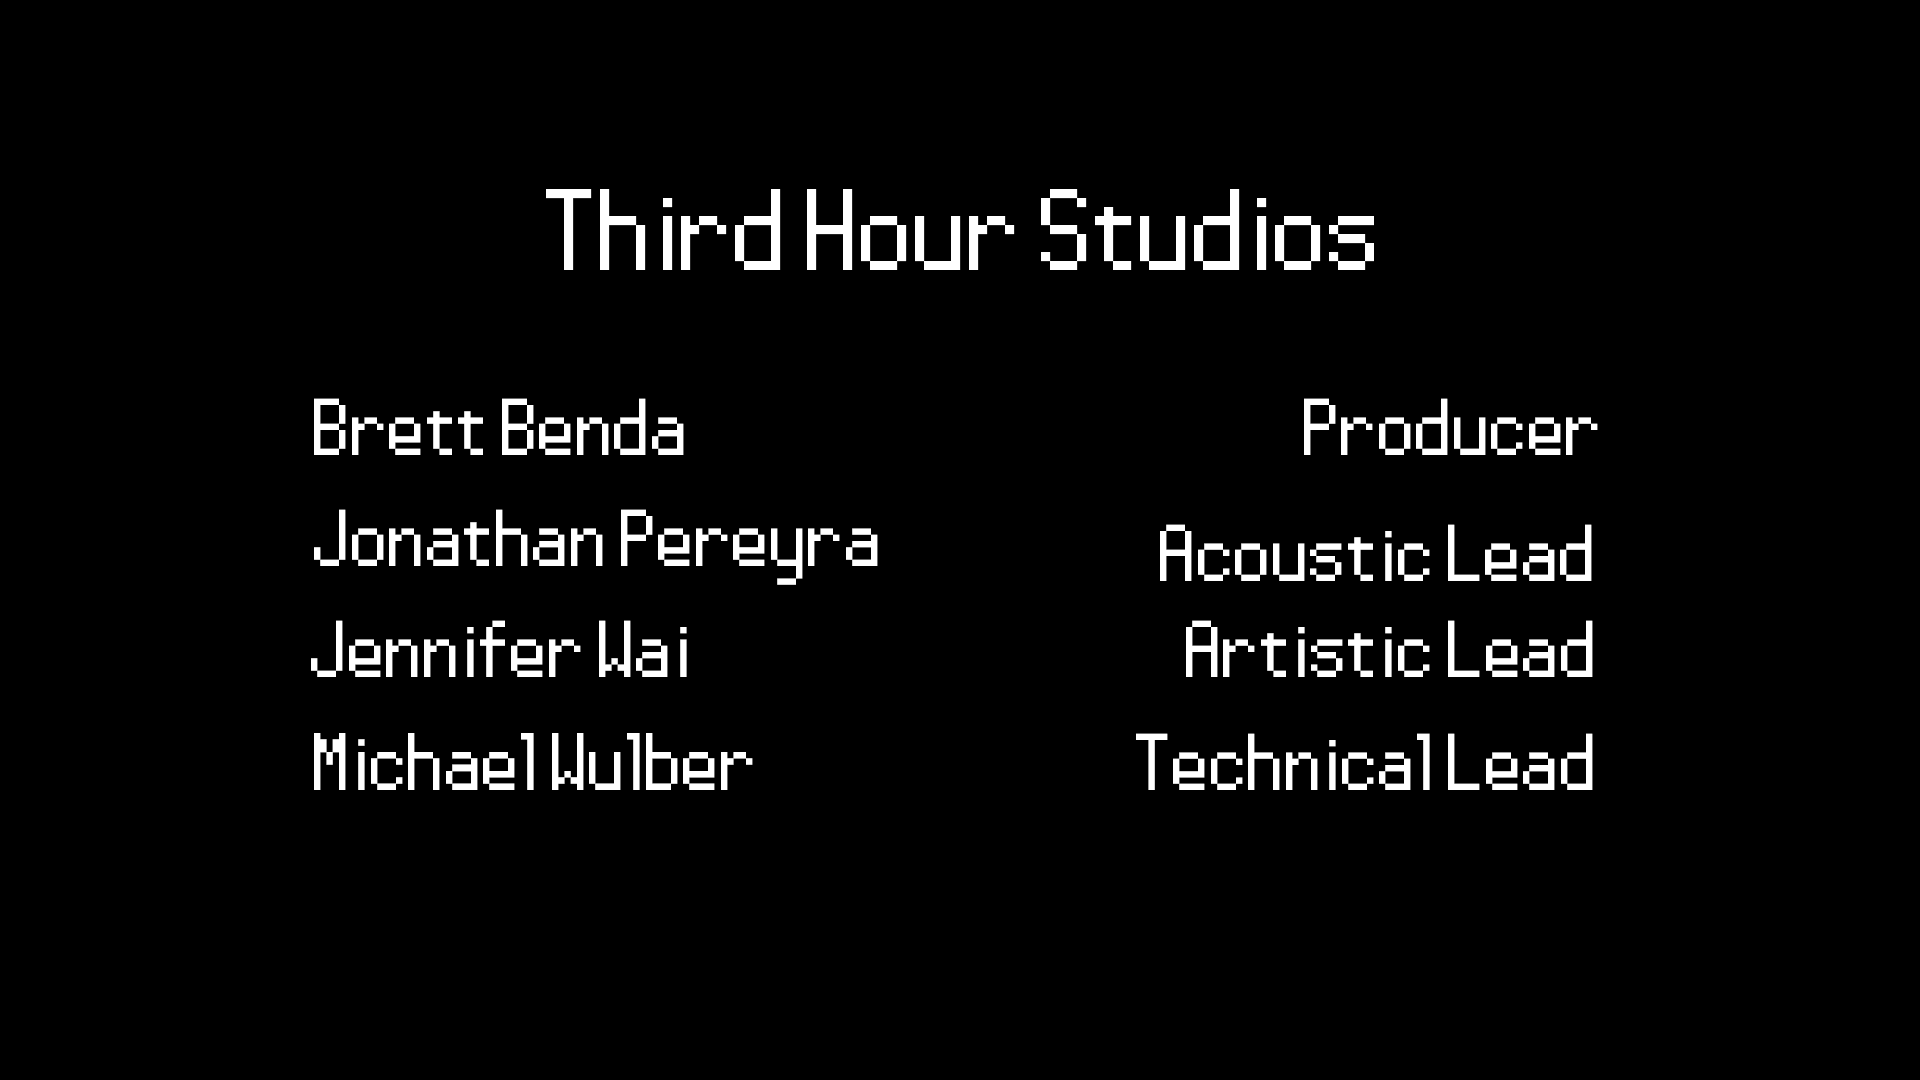 Third Hour Studios
Brett Benda Producer
Jonathan Pereyra Acoustic Lead
Jennifer Wai Artistic Lead
Michael Wulber Technical Lead